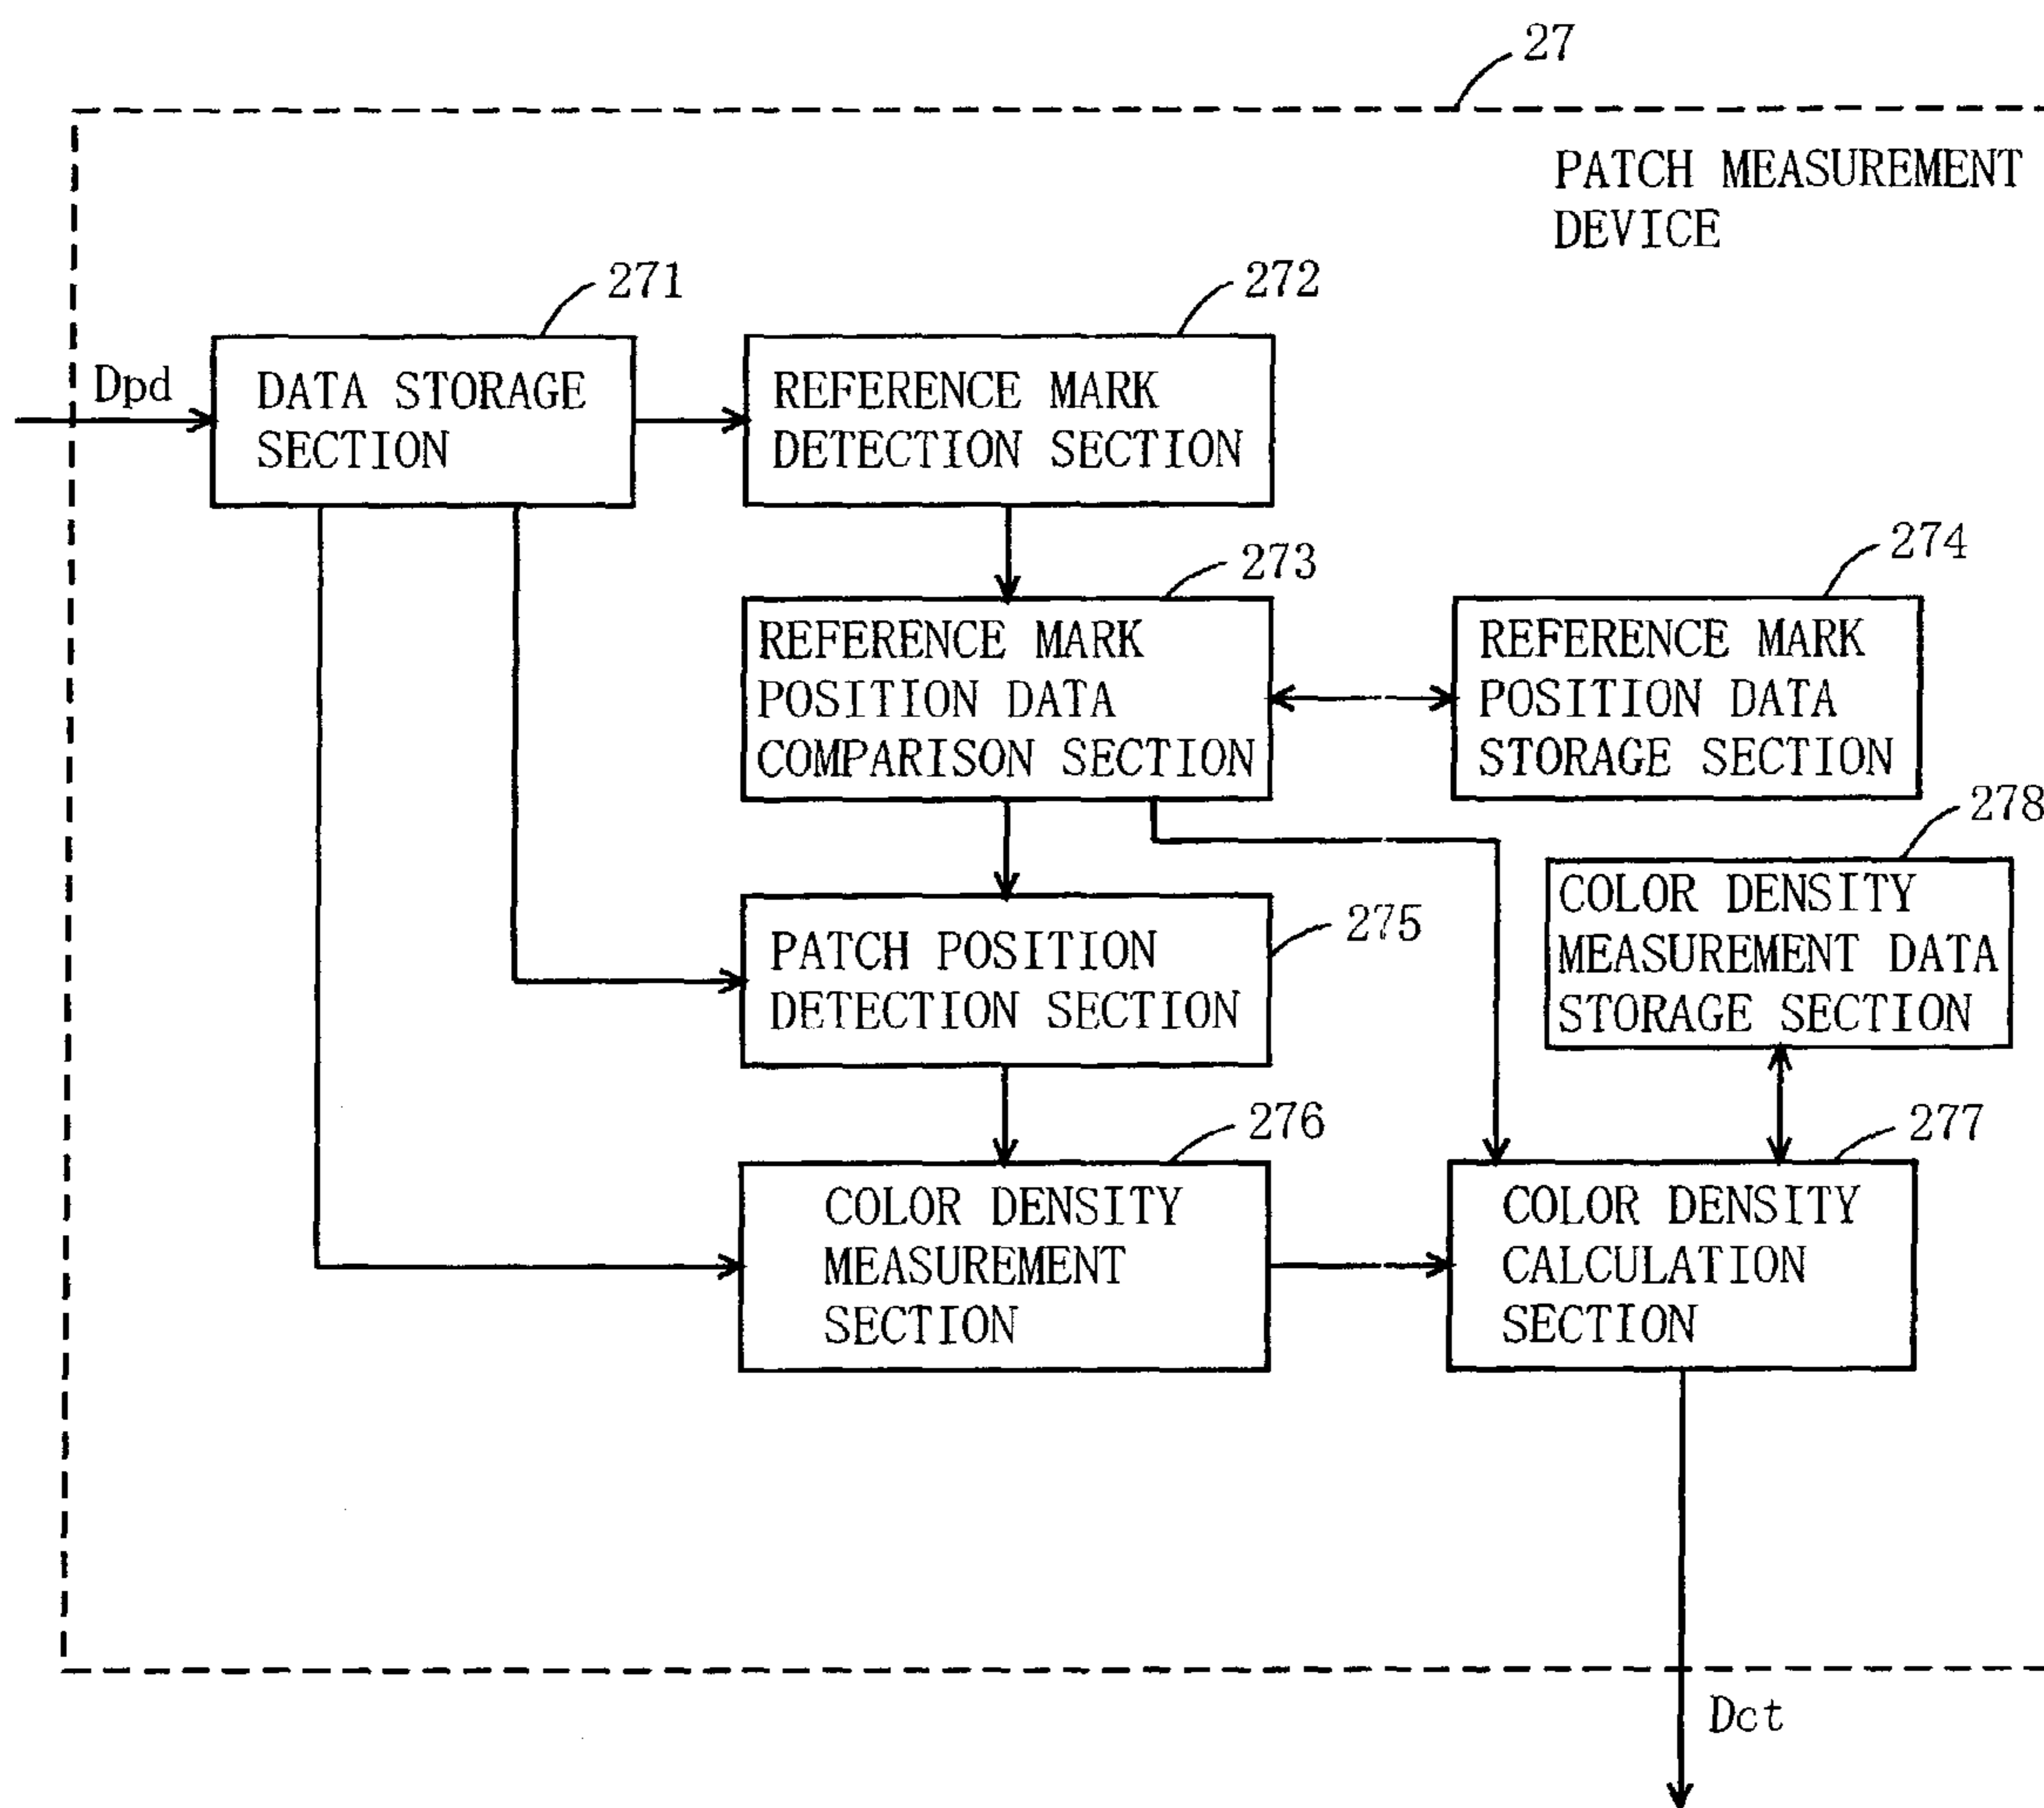 27
PATCH MEASUREMENT
DEVICE
271
272
Dpd
DATA STORAGE
SECTION
REFERENCE MARK
DETECTION SECTION
273
274
REFERENCE MARK
POSITION DATA
COMPARISON SECTION
REFERENCE MARK
POSITION DATA
STORAGE SECTION
278
COLOR DENSITY
MEASUREMENT DATA
STORAGE SECTION
275
PATCH POSITION
DETECTION SECTION
276
277
COLOR DENSITY
MEASUREMENT
SECTION
COLOR DENSITY
CALCULATION
SECTION
Dct